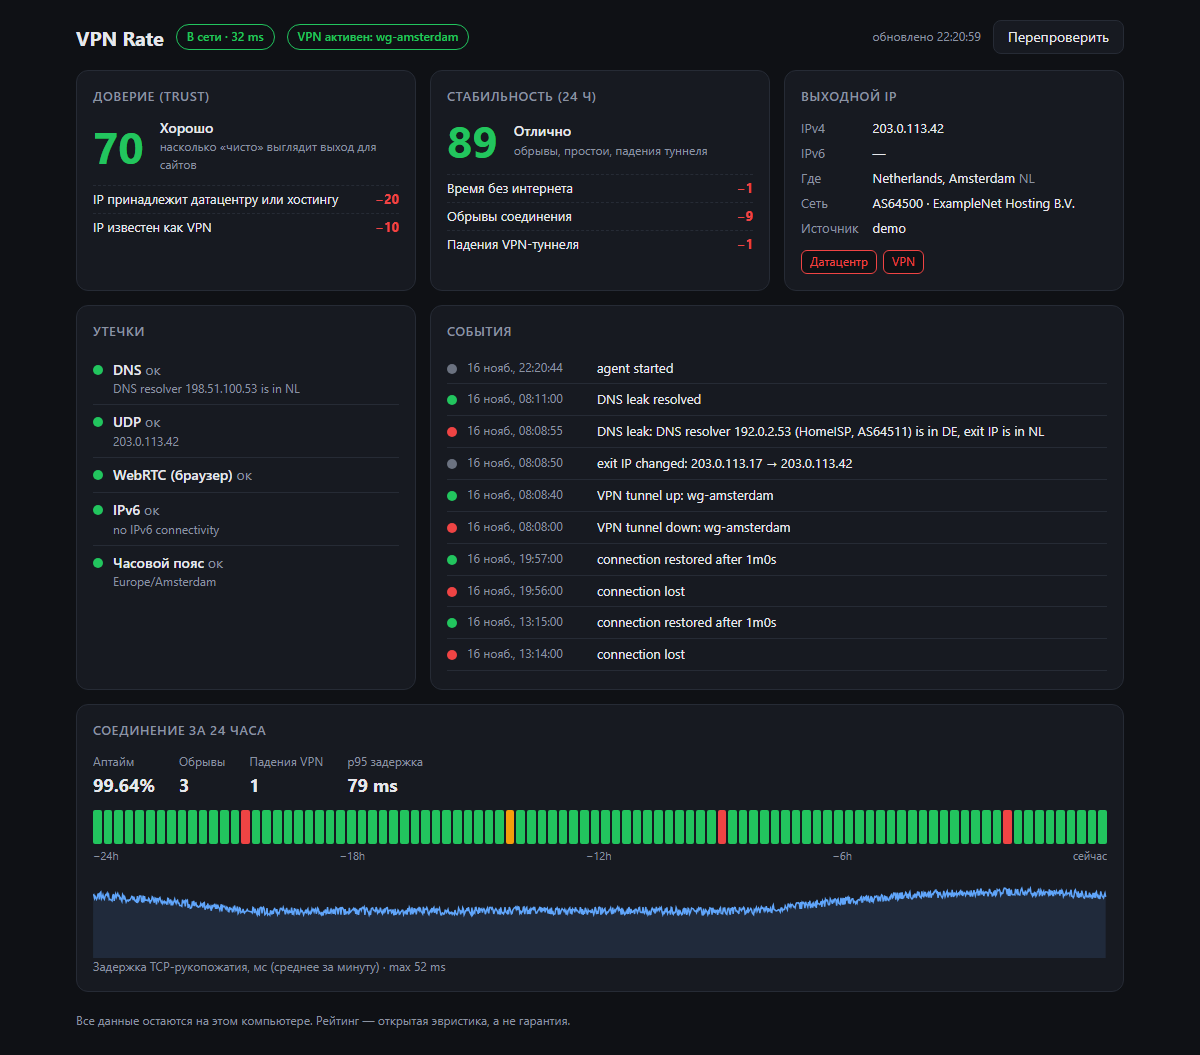 VPN Rate
В сети · 32 ms
VPN активен: wg-amsterdam
обновлено 22:20:59
Перепроверить
ДОВЕРИЕ (TRUST)
70
Хорошо
насколько «чисто» выглядит выход для
сайтов
IP принадлежит датацентру или хостингу −20
IP известен как VPN −10
СТАБИЛЬНОСТЬ (24 Ч)
89
Отлично
обрывы, простои, падения туннеля
Время без интернета −1
Обрывы соединения −9
Падения VPN-туннеля −1
ВЫХОДНОЙ IP
IPv4 203.0.113.42
IPv6 —
Где Netherlands, Amsterdam NL
Сеть AS64500 · ExampleNet Hosting B.V.
Источник demo
Датацентр VPN
УТЕЧКИ
DNS ОК
DNS resolver 198.51.100.53 is in NL
UDP ОК
203.0.113.42
WebRTC (браузер) ОК
IPv6 ОК
no IPv6 connectivity
Часовой пояс ОК
Europe/Amsterdam
СОБЫТИЯ
16 нояб., 22:20:44 agent started
16 нояб., 08:11:00 DNS leak resolved
16 нояб., 08:08:55 DNS leak: DNS resolver 192.0.2.53 (HomeISP, AS64511) is in DE, exit IP is in NL
16 нояб., 08:08:50 exit IP changed: 203.0.113.17 → 203.0.113.42
16 нояб., 08:08:40 VPN tunnel up: wg-amsterdam
16 нояб., 08:08:00 VPN tunnel down: wg-amsterdam
16 нояб., 19:57:00 connection restored after 1m0s
16 нояб., 19:56:00 connection lost
16 нояб., 13:15:00 connection restored after 1m0s
16 нояб., 13:14:00 connection lost
СОЕДИНЕНИЕ ЗА 24 ЧАСА
Аптайм Обрывы Падения VPN p95 задержка
99.64% 3 1 79 ms
−24h −18h −12h −6h сейчас
Задержка TCP-рукопожатия, мс (среднее за минуту) · max 52 ms
Все данные остаются на этом компьютере. Рейтинг — открытая эвристика, а не гарантия.